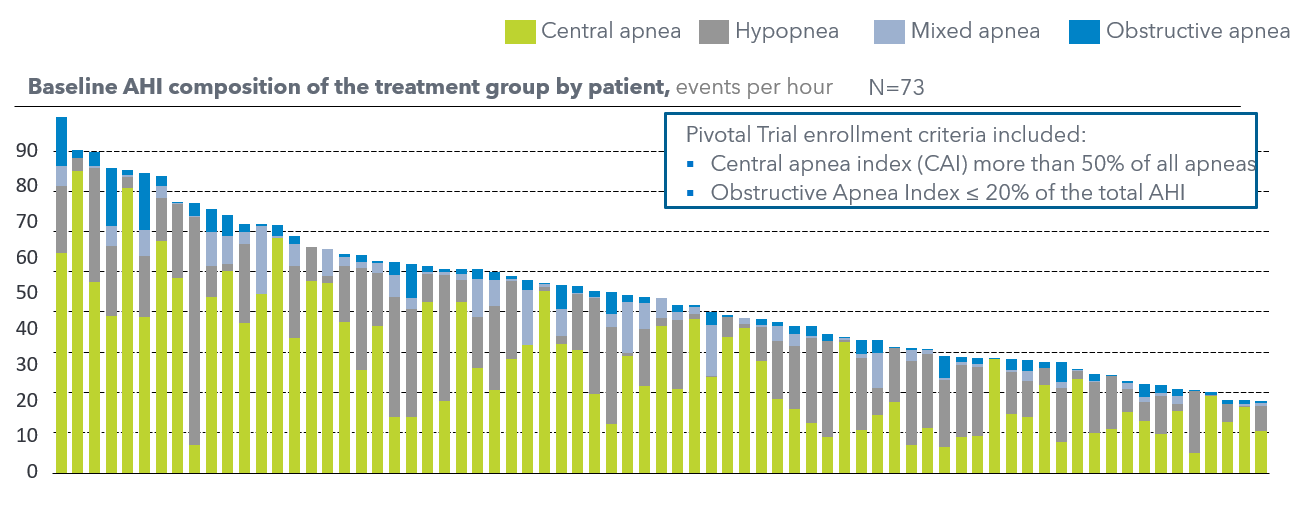 Central apnea Hypopnea Mixed apnea Obstructive apnea
Baseline AHI composition of the treatment group by patient, events per hour N=73
Pivotal Trial enrollment criteria included:
▪ Central apnea index (CAI) more than 50% of all apneas
▪ Obstructive Apnea Index ≤ 20% of the total AHI
90
80
70
60
50
40
30
20
10
0